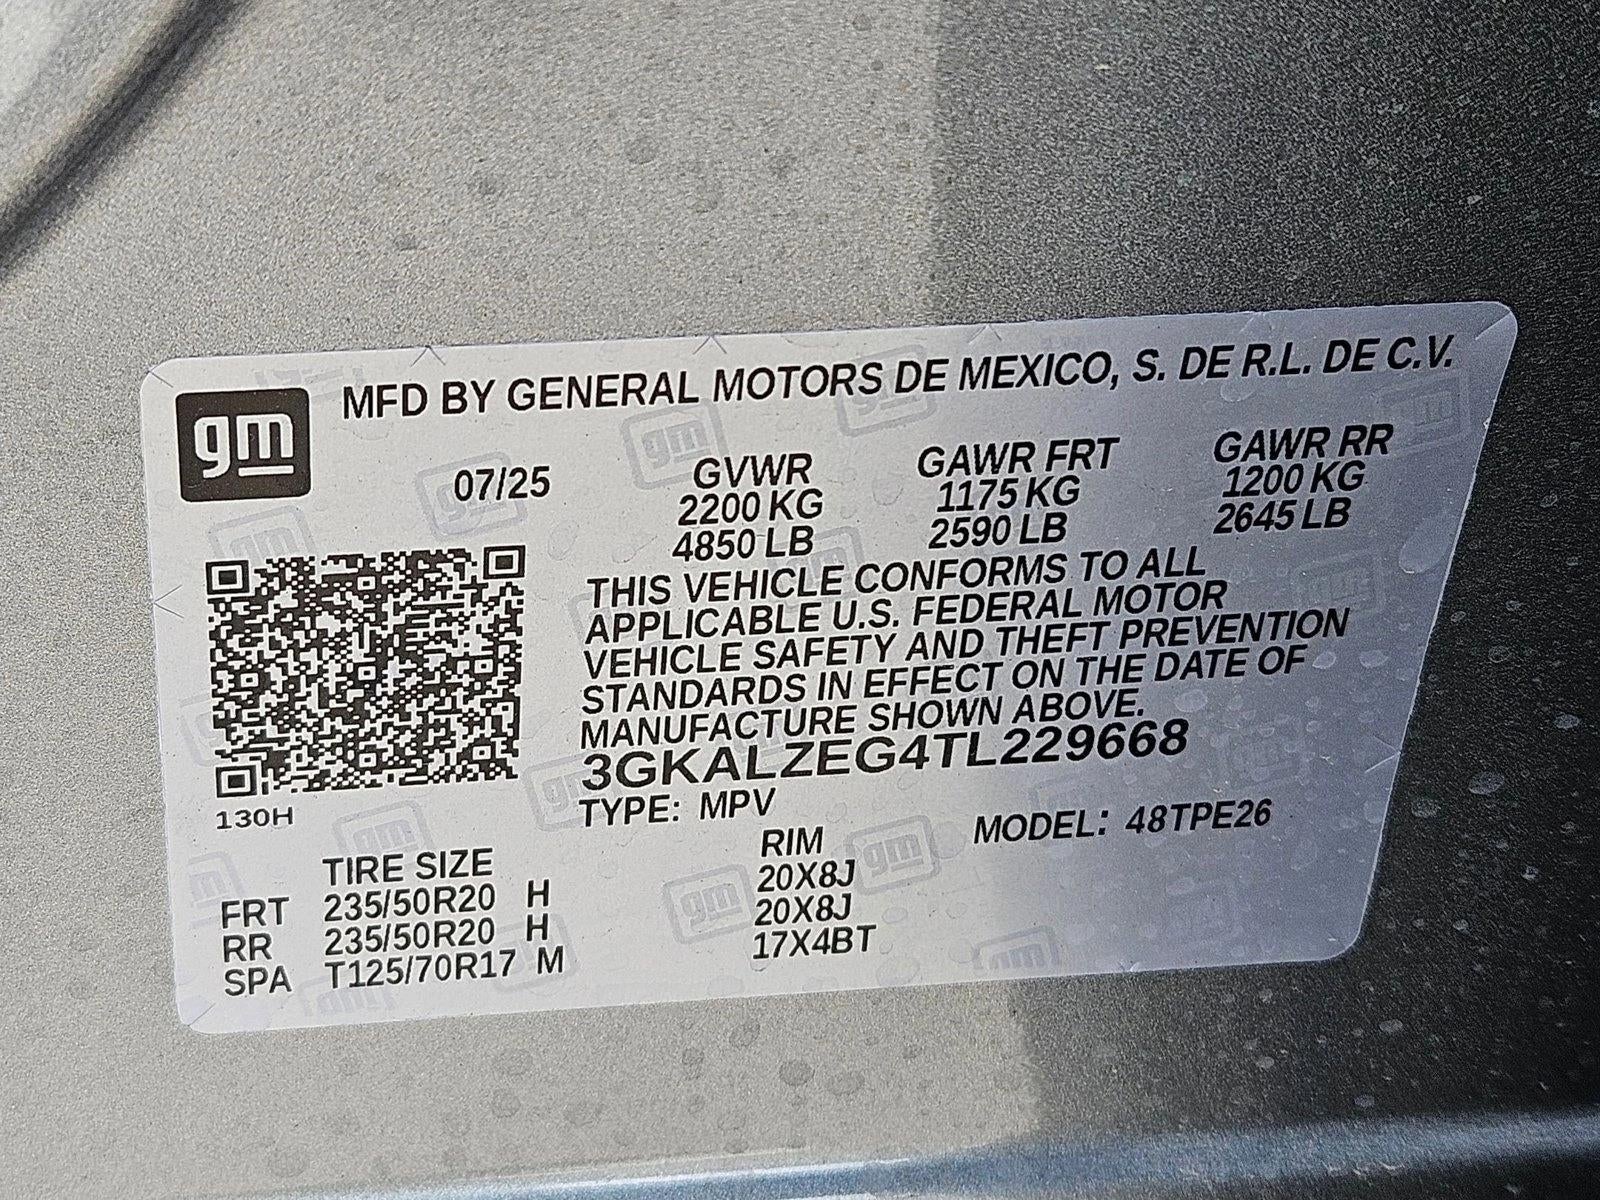 gm MFD BY GENERAL MOTORS DE MEXICO, S. DE R.L. DE C.V.
07/25 GVWR GAWR FRT GAWR RR
2200 KG 1175 KG 1200 KG
4850 LB 2590 LB 2645 LB
THIS VEHICLE CONFORMS TO ALL
APPLICABLE U.S. FEDERAL MOTOR
VEHICLE SAFETY AND THEFT PREVENTION
STANDARDS IN EFFECT ON THE DATE OF
MANUFACTURE SHOWN ABOVE.
3GKALZEG4TL229668
130H
TYPE: MPV MODEL: 48TPE26
TIRE SIZE RIM
FRT 235/50R20 H 20X8J
RR 235/50R20 H 20X8J
SPA T125/70R17 M 17X4BT